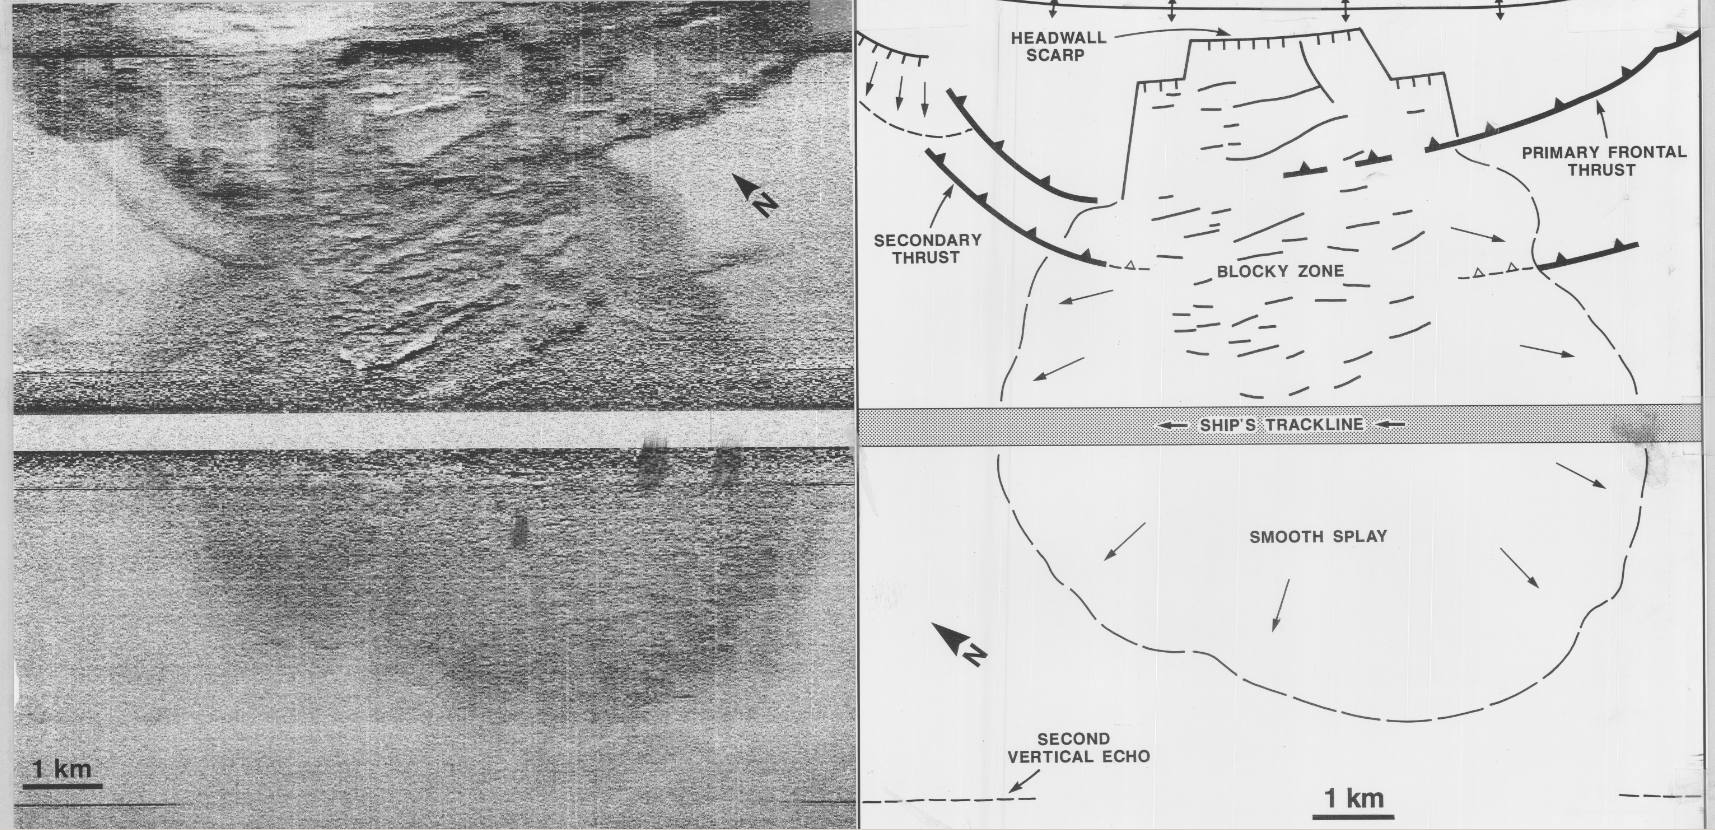 HEADWALL
SCARP
PRIMARY FRONTAL
THRUST
N
SECONDARY
THRUST
BLOCKY ZONE
SHIP'S TRACKLINE
SMOOTH SPLAY
N
SECOND
VERTICAL ECHO
1 km
1 km